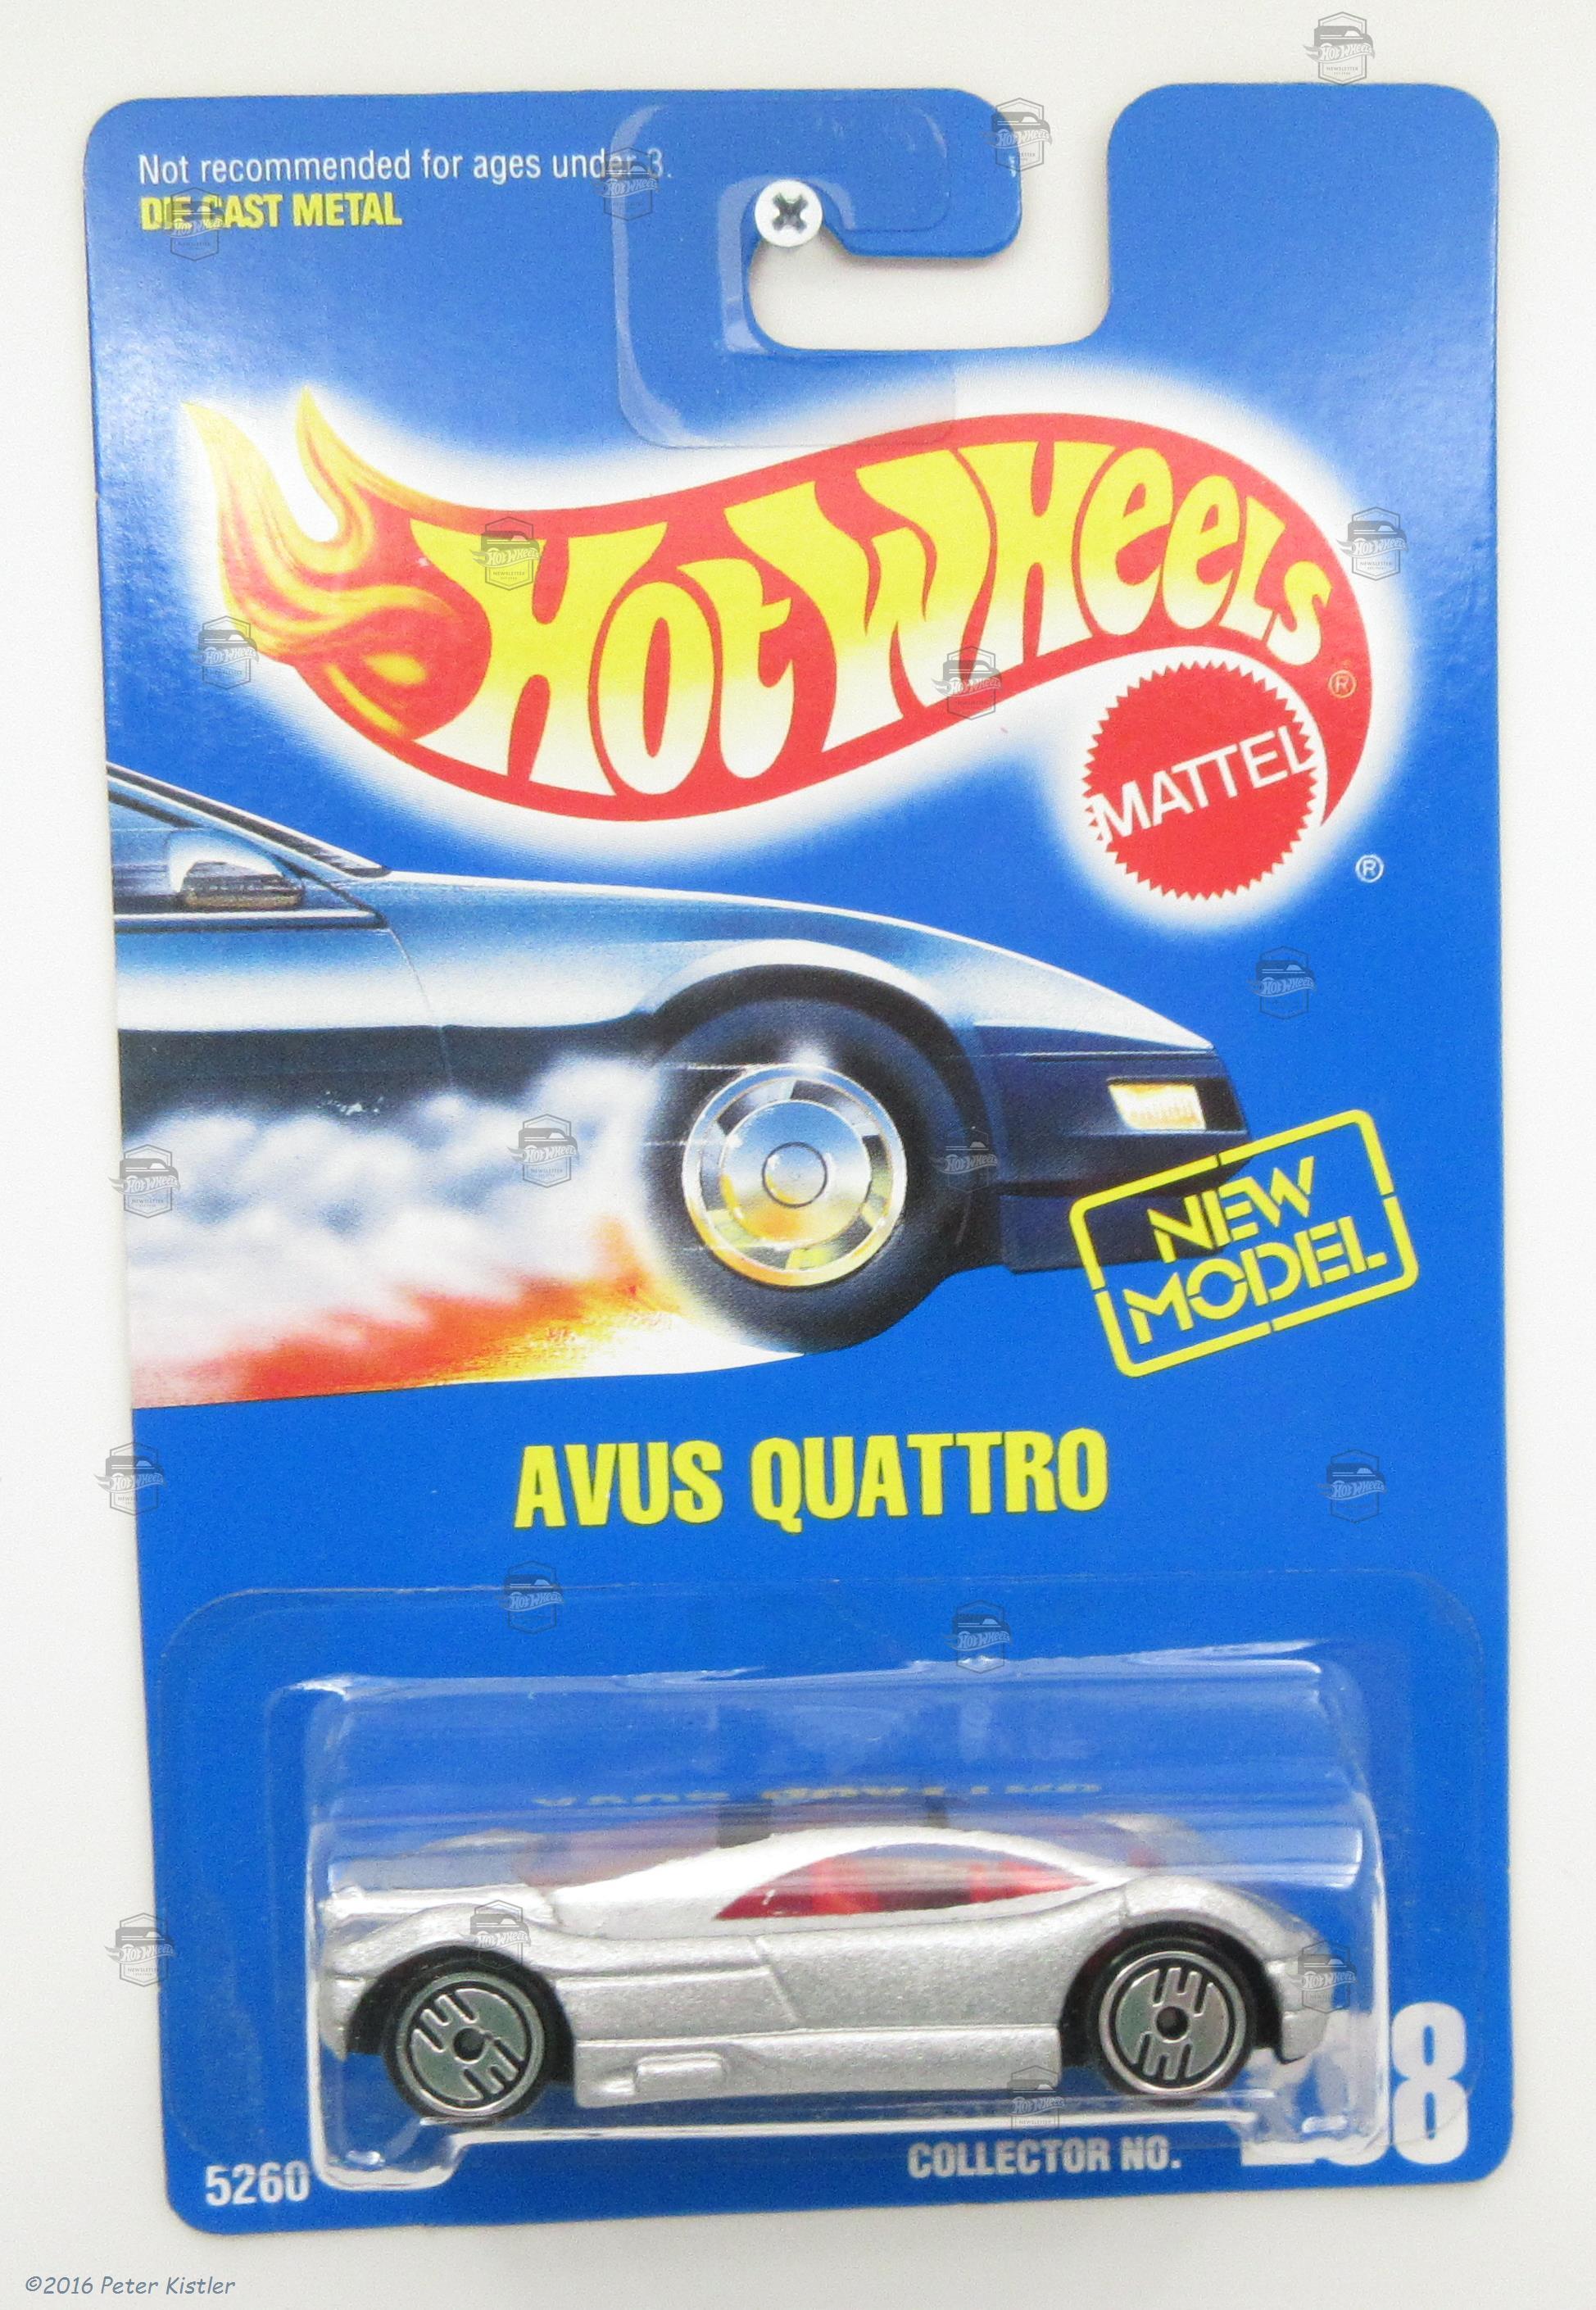 Not recommended for ages under 3.
DIE CAST METAL
HOT WHEELS®
MATTEL
®
NEW
MODEL
AVUS QUATTRO
5260
COLLECTOR NO.
©2016 Peter Kistler